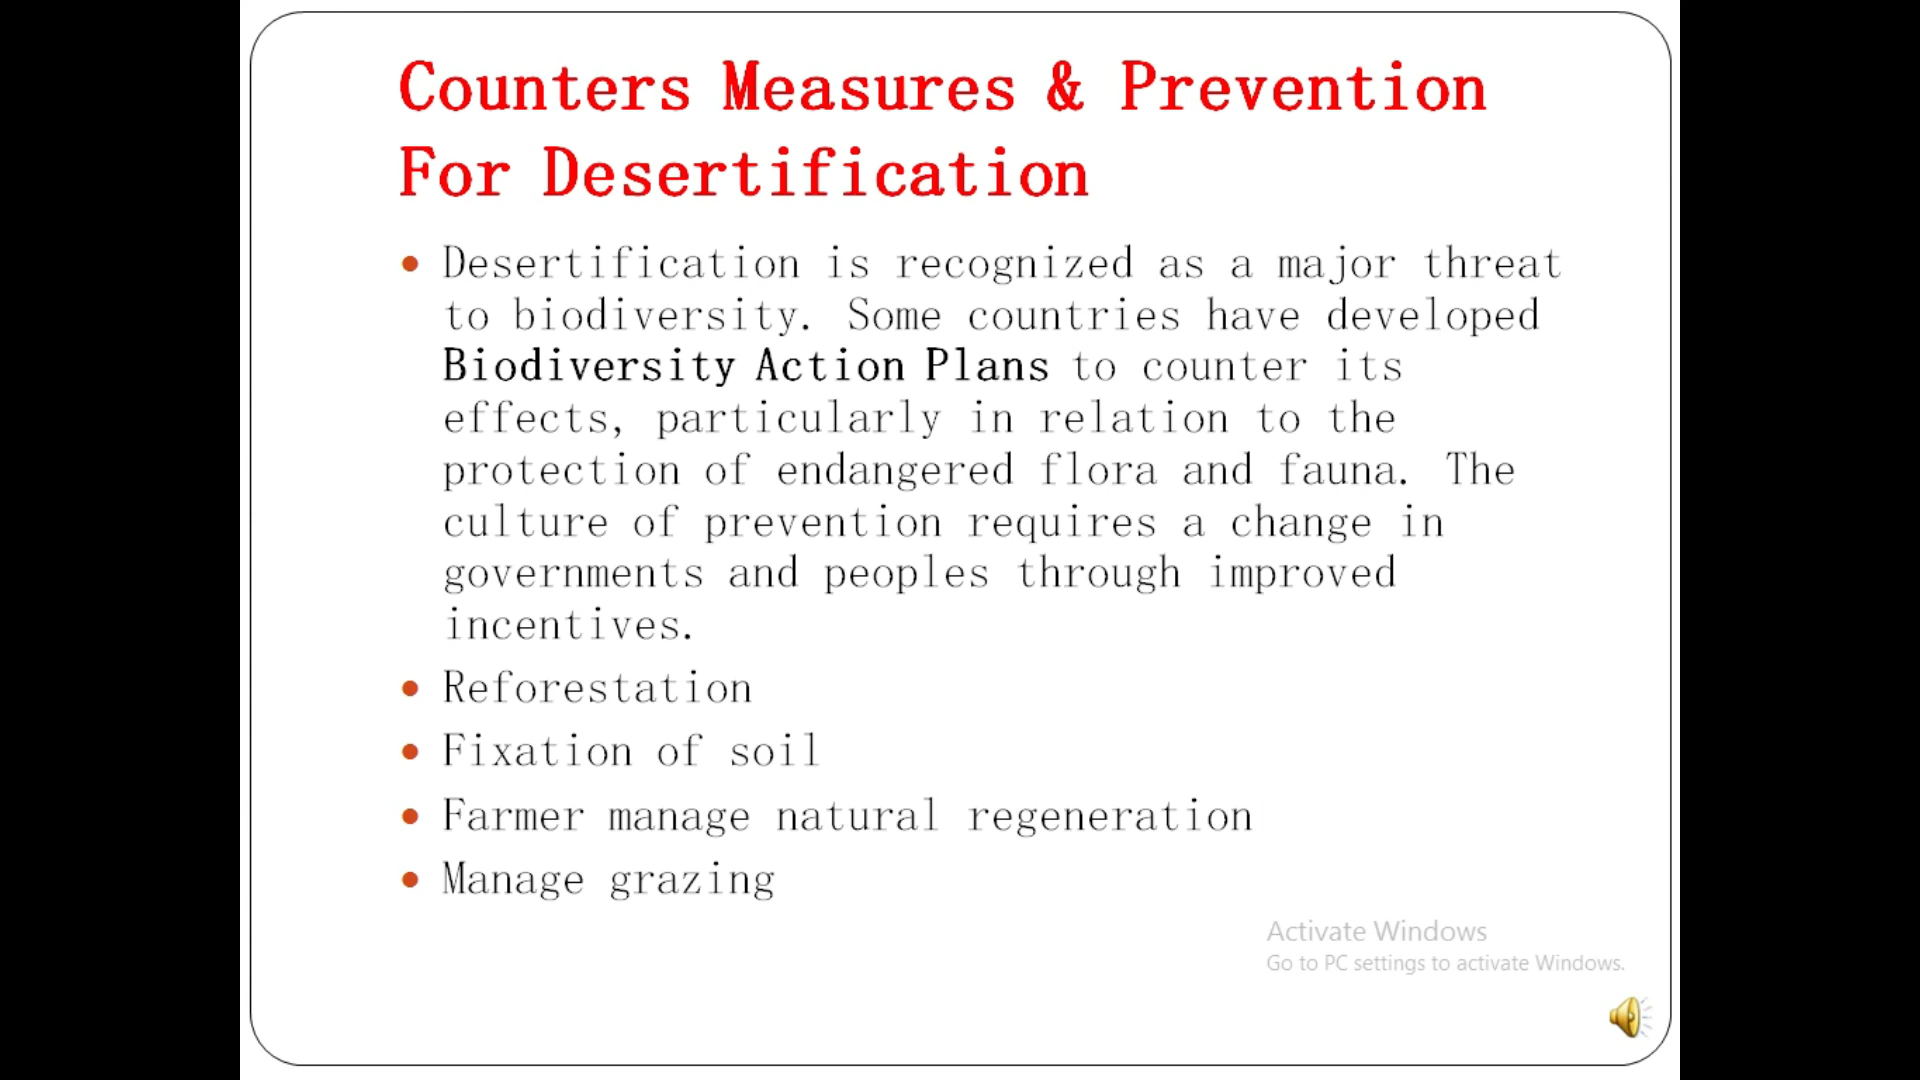 Counters Measures & Prevention
For Desertification
• Desertification is recognized as a major threat
to biodiversity. Some countries have developed
Biodiversity Action Plans to counter its
effects, particularly in relation to the
protection of endangered flora and fauna. The
culture of prevention requires a change in
governments and peoples through improved
incentives.
• Reforestation
• Fixation of soil
• Farmer manage natural regeneration
• Manage grazing
Activate Windows
Go to PC settings to activate Windows.